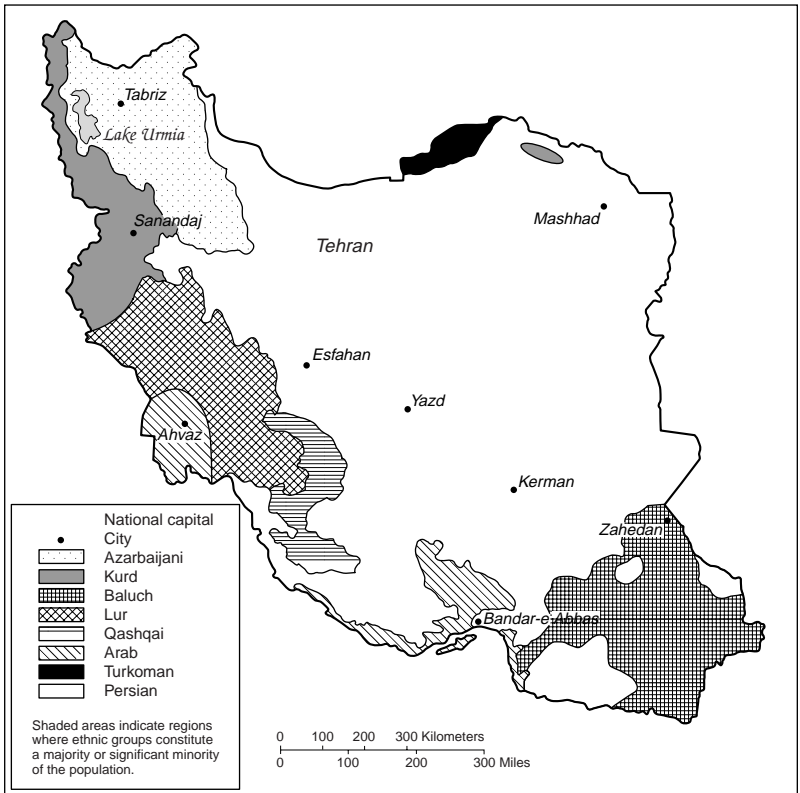 Tabriz
Lake Urmia
Sanandaj
Mashhad
Tehran
Esfahan
Yazd
Ahvaz
Kerman
Zahedan
Bandar-e-Abbas
National capital
City
Azarbaijani
Kurd
Baluch
Lur
Qashqai
Arab
Turkoman
Persian
Shaded areas indicate regions
where ethnic groups constitute
a majority or significant minority
of the population.
0 100 200 300 Kilometers
0 100 200 300 Miles